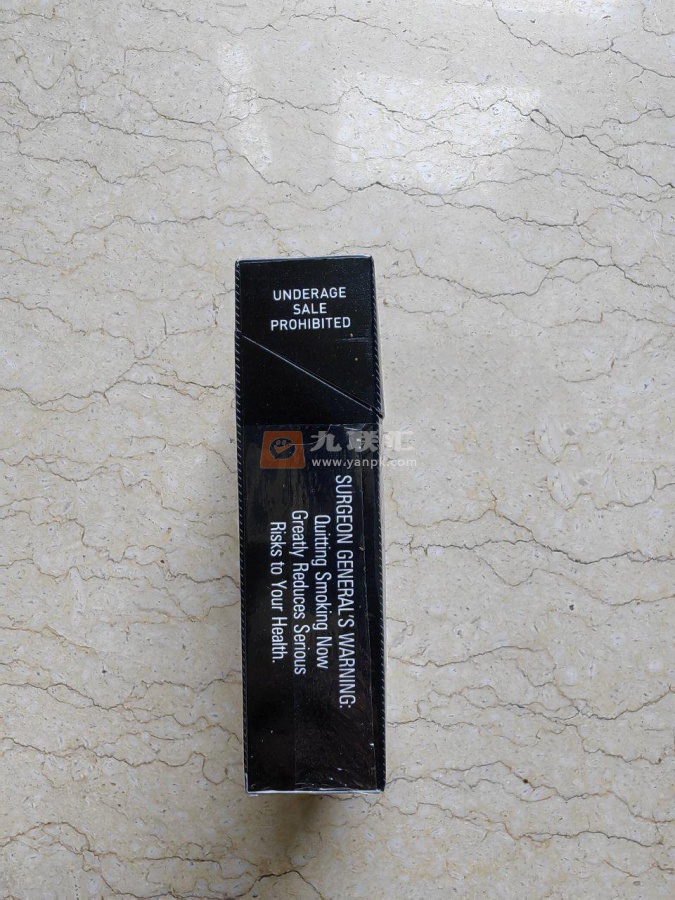 UNDERAGE
SALE
PROHIBITED
九联汇
www.yanpk.com
SURGEON GENERAL'S WARNING:
Quitting Smoking Now
Greatly Reduces Serious
Risks to Your Health.